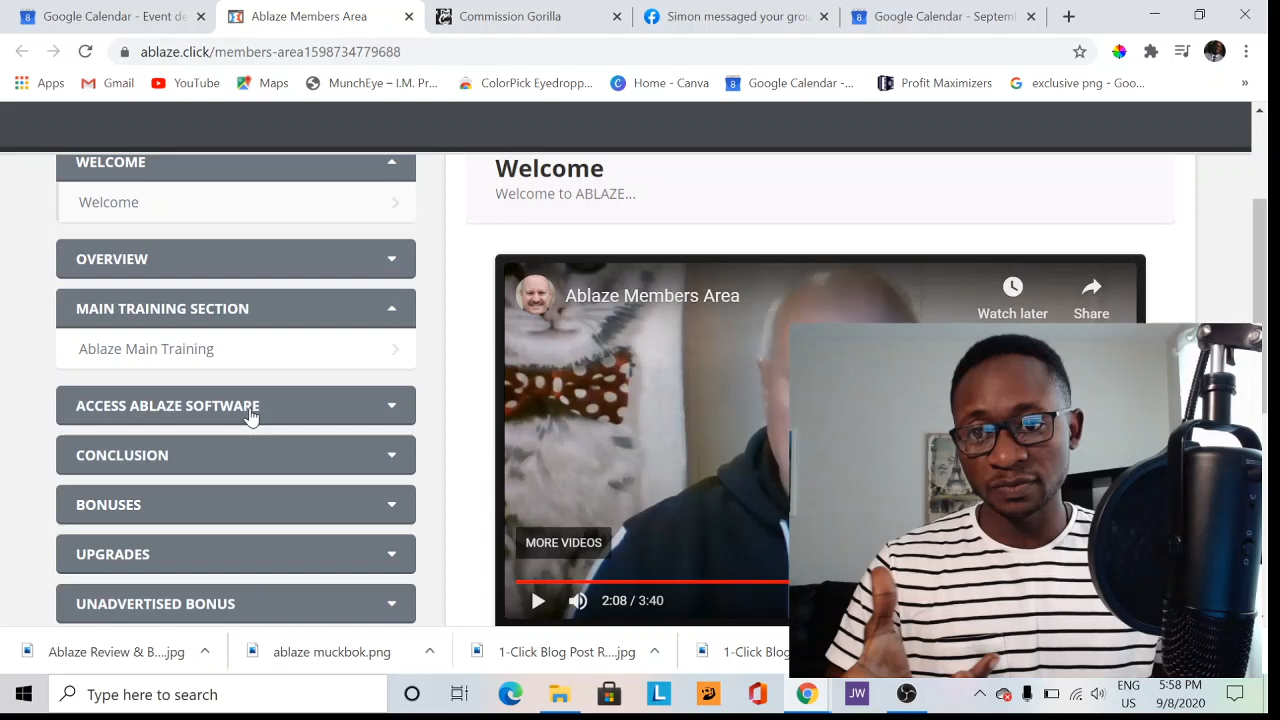 Google Calendar - Event de
Ablaze Members Area
Commission Gorilla
Simon messaged your grou
Google Calendar - Septem
ablaze.click/members-area1598734779688
Apps
Gmail
YouTube
Maps
MunchEye – I.M. Pr...
ColorPick Eyedropp...
Home - Canva
Google Calendar -...
Profit Maximizers
exclusive png - Goo...
»
WELCOME
Welcome
OVERVIEW
MAIN TRAINING SECTION
Ablaze Main Training
ACCESS ABLAZE SOFTWARE
CONCLUSION
BONUSES
UPGRADES
UNADVERTISED BONUS
Welcome
Welcome to ABLAZE...
Ablaze Members Area
Watch later
Share
MORE VIDEOS
2:08 / 3:40
Ablaze Review & B....jpg
ablaze muckbok.png
1-Click Blog Post R....jpg
1-Click Blog
Type here to search
JW
ENG
US
5:58 PM
9/8/2020